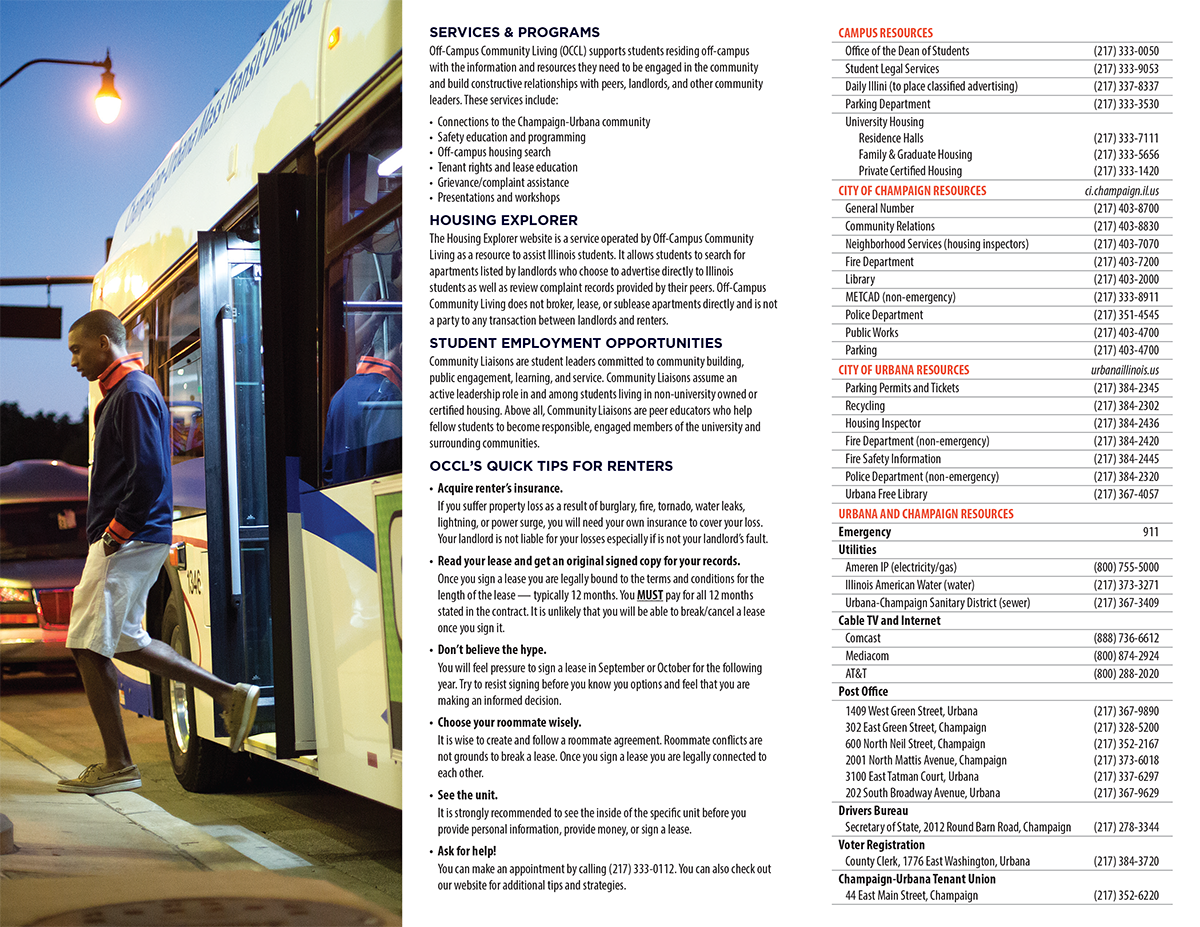 Champaign-Urbana Mass Transit District
1046
SERVICES & PROGRAMS
Off-Campus Community Living (OCCL) supports students residing off-campus
with the information and resources they need to be engaged in the community
and build constructive relationships with peers, landlords, and other community
leaders. These services include:
• Connections to the Champaign-Urbana community
• Safety education and programming
• Off-campus housing search
• Tenant rights and lease education
• Grievance/complaint assistance
• Presentations and workshops
HOUSING EXPLORER
The Housing Explorer website is a service operated by Off-Campus Community
Living as a resource to assist Illinois students. It allows students to search for
apartments listed by landlords who choose to advertise directly to Illinois
students as well as review complaint records provided by their peers. Off-Campus
Community Living does not broker, lease, or sublease apartments directly and is not
a party to any transaction between landlords and renters.
STUDENT EMPLOYMENT OPPORTUNITIES
Community Liaisons are student leaders committed to community building,
public engagement, learning, and service. Community Liaisons assume an
active leadership role in and among students living in non-university owned or
certified housing. Above all, Community Liaisons are peer educators who help
fellow students to become responsible, engaged members of the university and
surrounding communities.
OCCL'S QUICK TIPS FOR RENTERS
• Acquire renter's insurance.
If you suffer property loss as a result of burglary, fire, tornado, water leaks,
lightning, or power surge, you will need your own insurance to cover your loss.
Your landlord is not liable for your losses especially if is not your landlord's fault.
• Read your lease and get an original signed copy for your records.
Once you sign a lease you are legally bound to the terms and conditions for the
length of the lease — typically 12 months. You MUST pay for all 12 months
stated in the contract. It is unlikely that you will be able to break/cancel a lease
once you sign it.
• Don't believe the hype.
You will feel pressure to sign a lease in September or October for the following
year. Try to resist signing before you know you options and feel that you are
making an informed decision.
• Choose your roommate wisely.
It is wise to create and follow a roommate agreement. Roommate conflicts are
not grounds to break a lease. Once you sign a lease you are legally connected to
each other.
• See the unit.
It is strongly recommended to see the inside of the specific unit before you
provide personal information, provide money, or sign a lease.
• Ask for help!
You can make an appointment by calling (217) 333-0112. You can also check out
our website for additional tips and strategies.
CAMPUS RESOURCES
Office of the Dean of Students (217) 333-0050
Student Legal Services (217) 333-9053
Daily Illini (to place classified advertising) (217) 337-8337
Parking Department (217) 333-3530
University Housing
Residence Halls (217) 333-7111
Family & Graduate Housing (217) 333-5656
Private Certified Housing (217) 333-1420
CITY OF CHAMPAIGN RESOURCES ci.champaign.il.us
General Number (217) 403-8700
Community Relations (217) 403-8830
Neighborhood Services (housing inspectors) (217) 403-7070
Fire Department (217) 403-7200
Library (217) 403-2000
METCAD (non-emergency) (217) 333-8911
Police Department (217) 351-4545
Public Works (217) 403-4700
Parking (217) 403-4700
CITY OF URBANA RESOURCES urbanaillinois.us
Parking Permits and Tickets (217) 384-2345
Recycling (217) 384-2302
Housing Inspector (217) 384-2436
Fire Department (non-emergency) (217) 384-2420
Fire Safety Information (217) 384-2445
Police Department (non-emergency) (217) 384-2320
Urbana Free Library (217) 367-4057
URBANA AND CHAMPAIGN RESOURCES
Emergency 911
Utilities
Ameren IP (electricity/gas) (800) 755-5000
Illinois American Water (water) (217) 373-3271
Urbana-Champaign Sanitary District (sewer) (217) 367-3409
Cable TV and Internet
Comcast (888) 736-6612
Mediacom (800) 874-2924
AT&T (800) 288-2020
Post Office
1409 West Green Street, Urbana (217) 367-9890
302 East Green Street, Champaign (217) 328-5200
600 North Neil Street, Champaign (217) 352-2167
2001 North Mattis Avenue, Champaign (217) 373-6018
3100 East Tatman Court, Urbana (217) 337-6297
202 South Broadway Avenue, Urbana (217) 367-9629
Drivers Bureau
Secretary of State, 2012 Round Barn Road, Champaign (217) 278-3344
Voter Registration
County Clerk, 1776 East Washington, Urbana (217) 384-3720
Champaign-Urbana Tenant Union
44 East Main Street, Champaign (217) 352-6220